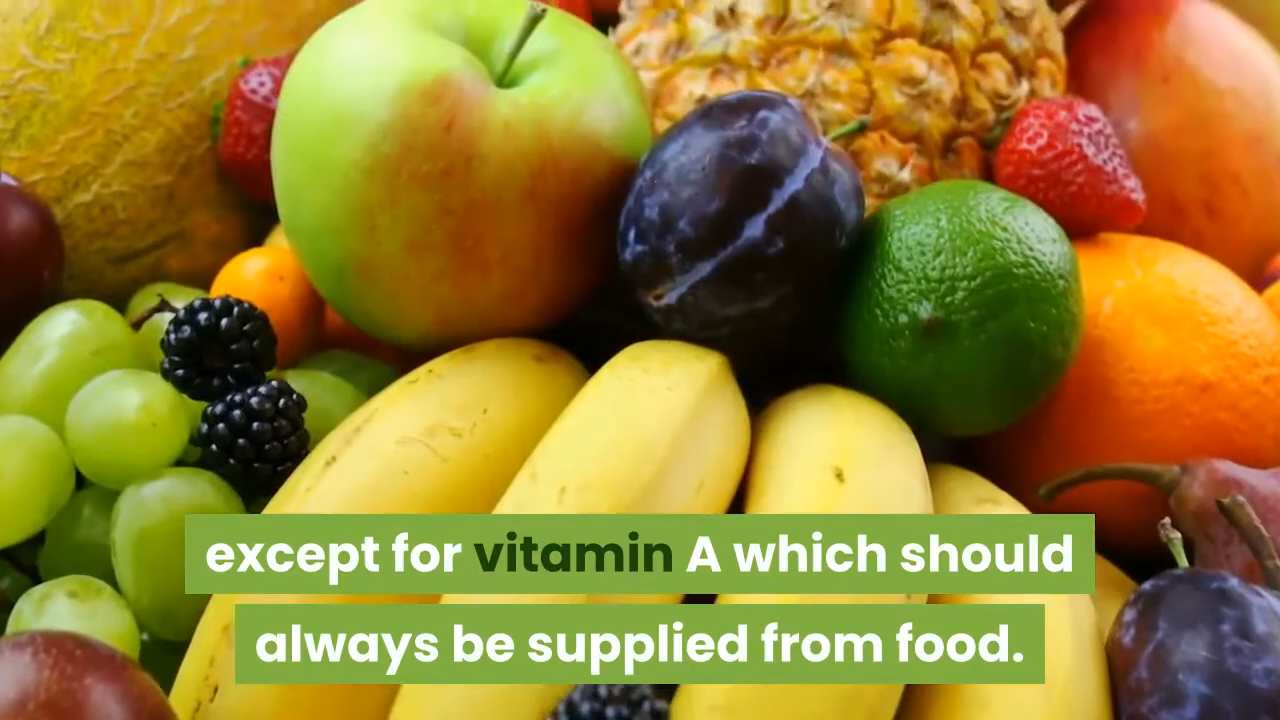 except for vitamin A which should
always be supplied from food.